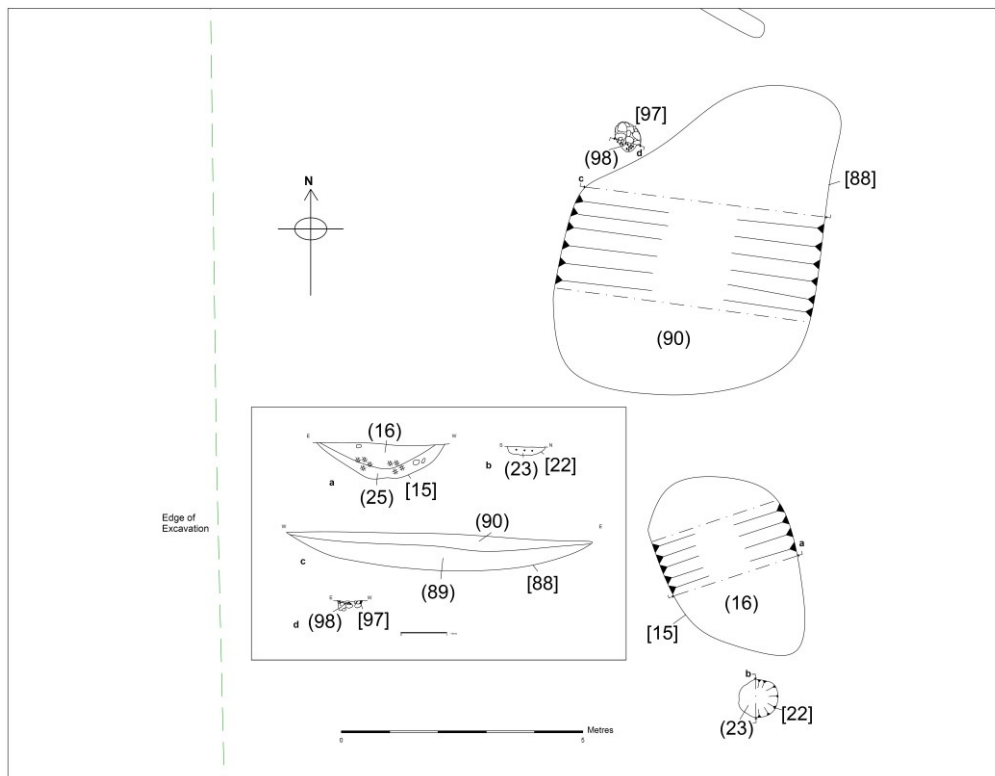 [97]
(98)
d
c
[88]
N
(90)
E
(16)
W
S
N
a
(25)
[15]
b
(23)
[22]
W
(90)
E
c
(89)
[88]
E
W
d
(98)
[97]
Edge of
Excavation
a
(16)
[15]
b
(23)
[22]
Metres
0
5